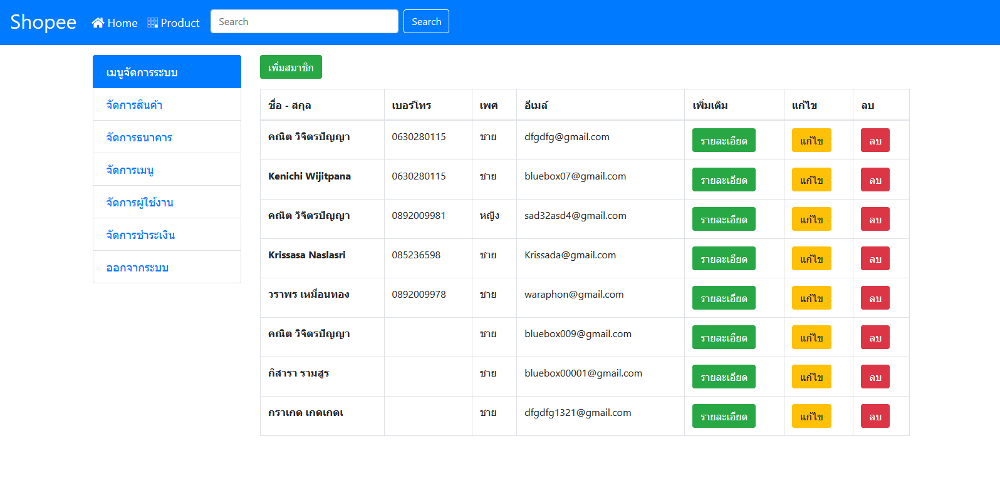 Shopee Home Product Search Search
เมนูจัดการระบบ
จัดการสินค้า
จัดการธนาคาร
จัดการเมนู
จัดการผู้ใช้งาน
จัดการชำระเงิน
ออกจากระบบ
เพิ่มสมาชิก
ชื่อ - สกุล เบอร์โทร เพศ อีเมล์ เพิ่มเติม แก้ไข ลบ
คณิต วิจิตรปัญญา 0630280115 ชาย dfgdfg@gmail.com รายละเอียด แก้ไข ลบ
Kenichi Wijitpana 0630280115 ชาย bluebox07@gmail.com รายละเอียด แก้ไข ลบ
คณิต วิจิตรปัญญา 0892009981 หญิง sad32asd4@gmail.com รายละเอียด แก้ไข ลบ
Krissasa Naslasri 085236598 ชาย Krissada@gmail.com รายละเอียด แก้ไข ลบ
วราพร เหมื่อนทอง 0892009978 ชาย waraphon@gmail.com รายละเอียด แก้ไข ลบ
คณิต วิจิตรปัญญา ชาย bluebox009@gmail.com รายละเอียด แก้ไข ลบ
กิสารา รามสูร ชาย bluebox00001@gmail.com รายละเอียด แก้ไข ลบ
กราเกด เกดเกดเ ชาย dfgdfg1321@gmail.com รายละเอียด แก้ไข ลบ